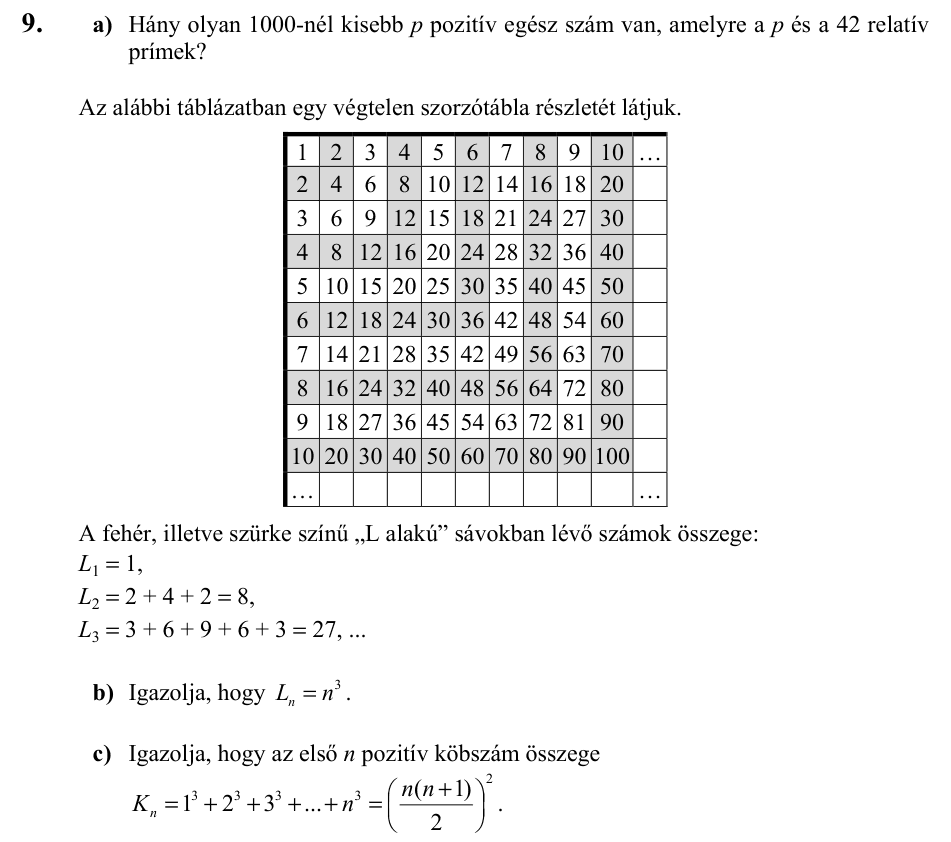 9. a) Hány olyan 1000-nél kisebb p pozitív egész szám van, amelyre a p és a 42 relatív
prímek?
Az alábbi táblázatban egy végtelen szorzótábla részletét látjuk.
1 2 3 4 5 6 7 8 9 10 …
2 4 6 8 10 12 14 16 18 20
3 6 9 12 15 18 21 24 27 30
4 8 12 16 20 24 28 32 36 40
5 10 15 20 25 30 35 40 45 50
6 12 18 24 30 36 42 48 54 60
7 14 21 28 35 42 49 56 63 70
8 16 24 32 40 48 56 64 72 80
9 18 27 36 45 54 63 72 81 90
10 20 30 40 50 60 70 80 90 100
… …
A fehér, illetve szürke színű „L alakú” sávokban lévő számok összege:
L₁ = 1,
L₂ = 2 + 4 + 2 = 8,
L₃ = 3 + 6 + 9 + 6 + 3 = 27, ...
b) Igazolja, hogy Lₙ = n³.
c) Igazolja, hogy az első n pozitív köbszám összege
Kₙ = 1³ + 2³ + 3³ + ... + n³ = (n(n+1)/2)².